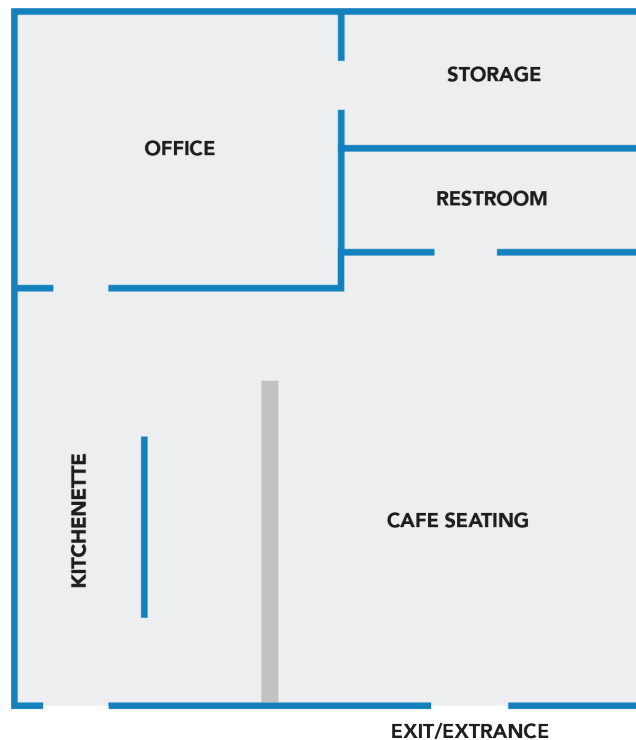 STORAGE
OFFICE
RESTROOM
KITCHENETTE
CAFE SEATING
EXIT/EXTRANCE